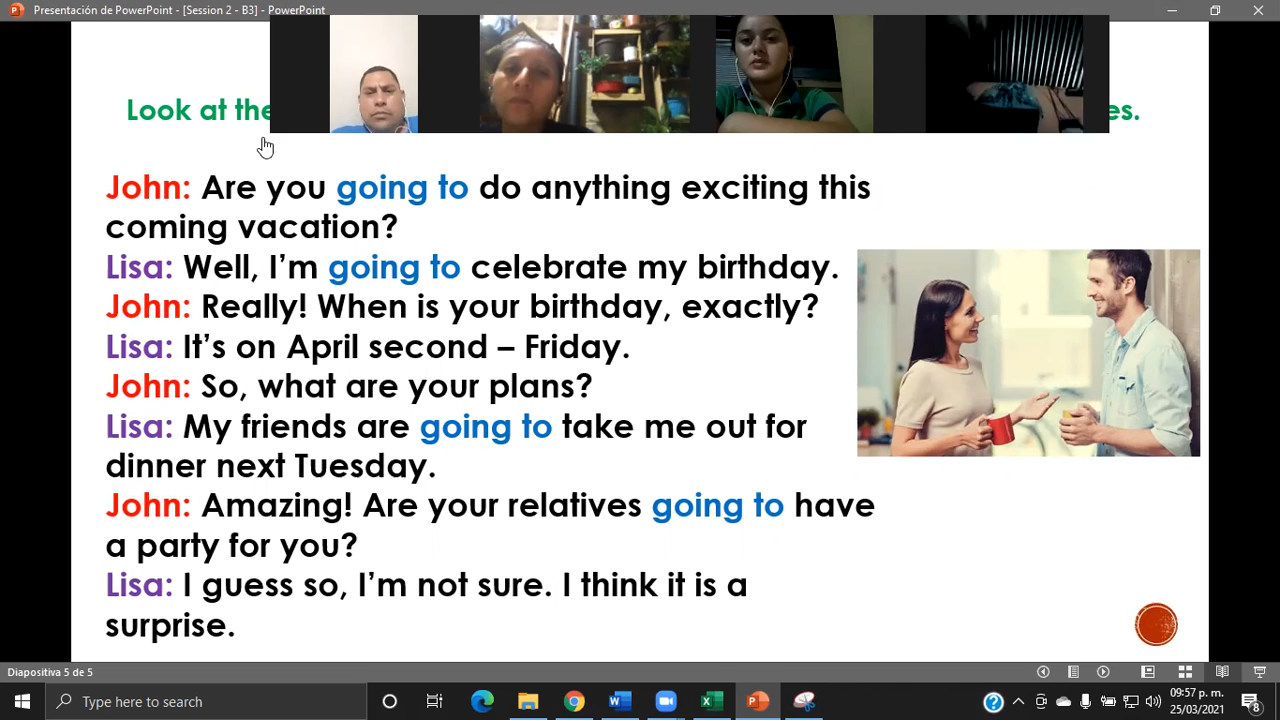 Presentación de PowerPoint - [Session 2 - B3] - PowerPoint
Look at the es.
John: Are you going to do anything exciting this
coming vacation?
Lisa: Well, I'm going to celebrate my birthday.
John: Really! When is your birthday, exactly?
Lisa: It's on April second – Friday.
John: So, what are your plans?
Lisa: My friends are going to take me out for
dinner next Tuesday.
John: Amazing! Are your relatives going to have
a party for you?
Lisa: I guess so, I'm not sure. I think it is a
surprise.
Diapositiva 5 de 5
Type here to search
09:57 p. m.
25/03/2021
8